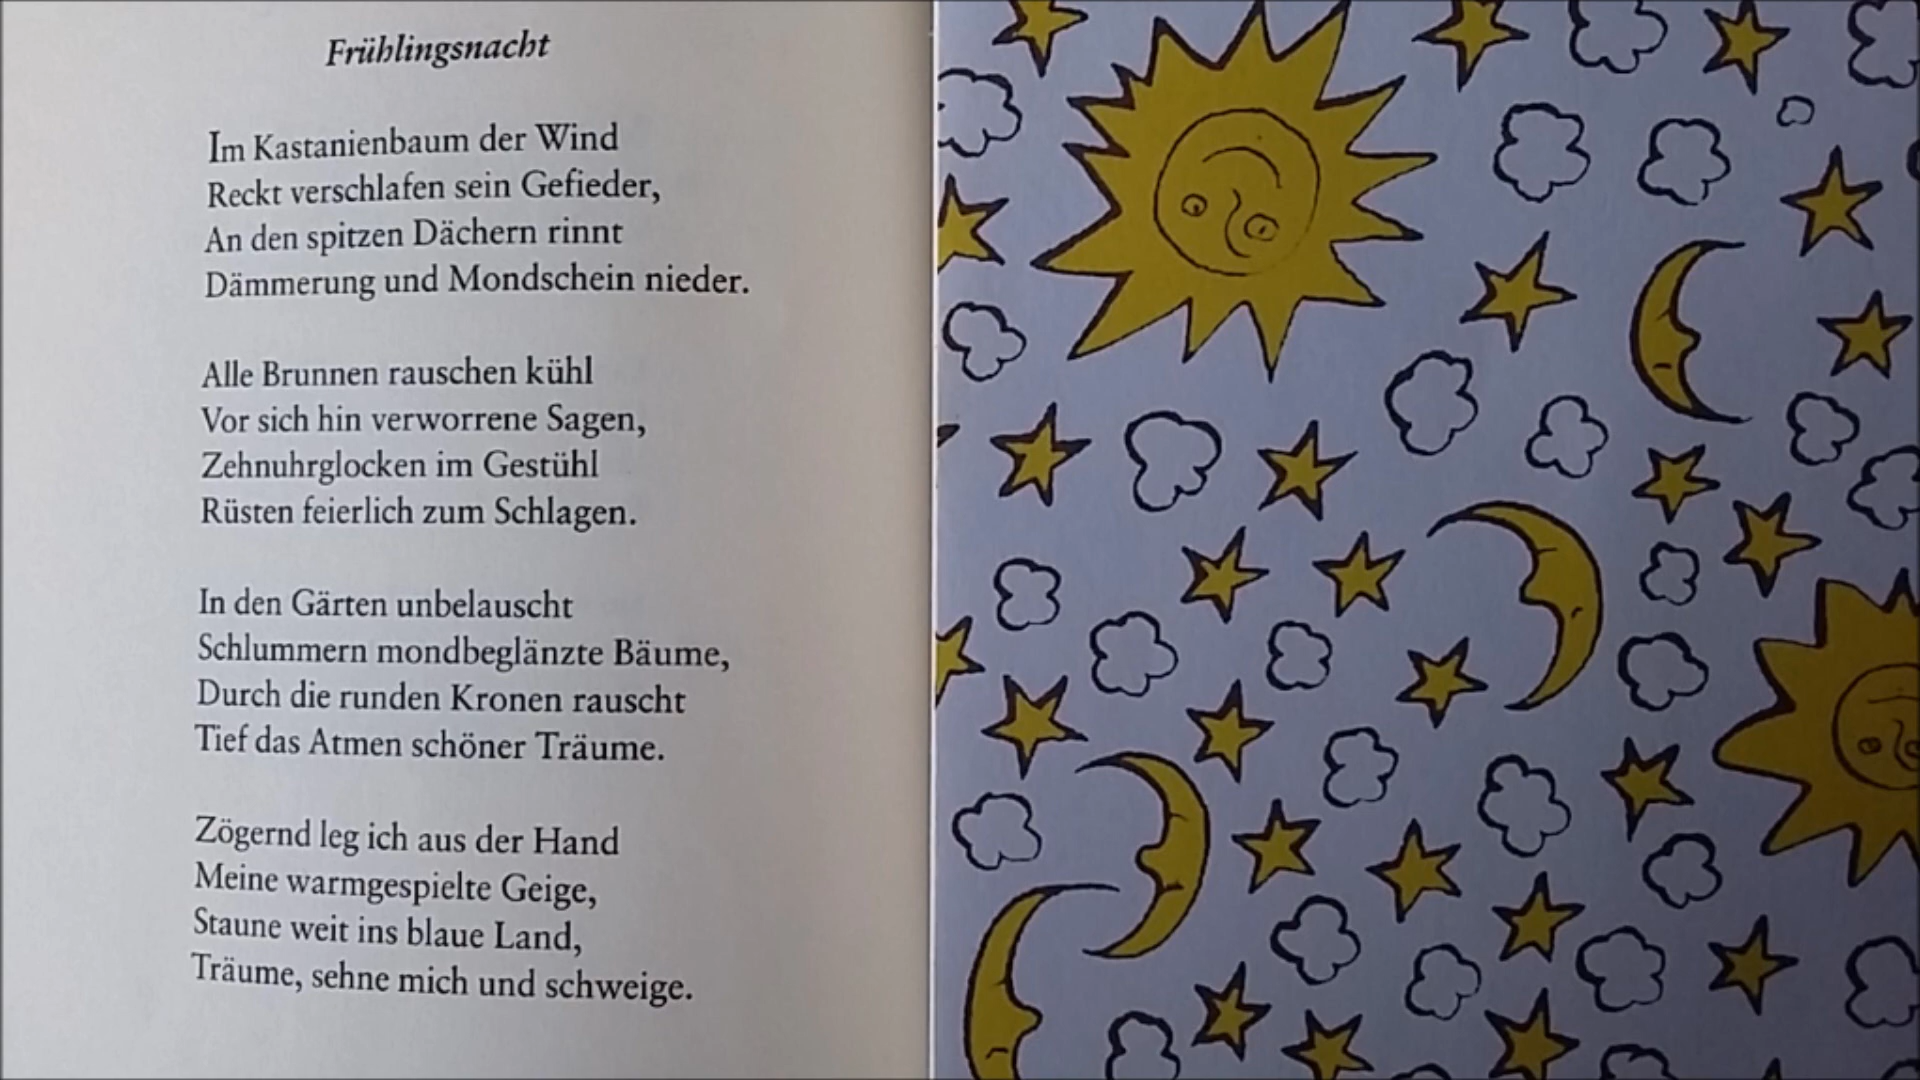 Frühlingsnacht
Im Kastanienbaum der Wind
Reckt verschlafen sein Gefieder,
An den spitzen Dächern rinnt
Dämmerung und Mondschein nieder.
Alle Brunnen rauschen kühl
Vor sich hin verworrene Sagen,
Zehnuhrglocken im Gestühl
Rüsten feierlich zum Schlagen.
In den Gärten unbelauscht
Schlummern mondbeglänzte Bäume,
Durch die runden Kronen rauscht
Tief das Atmen schöner Träume.
Zögernd leg ich aus der Hand
Meine warmgespielte Geige,
Staune weit ins blaue Land,
Träume, sehne mich und schweige.